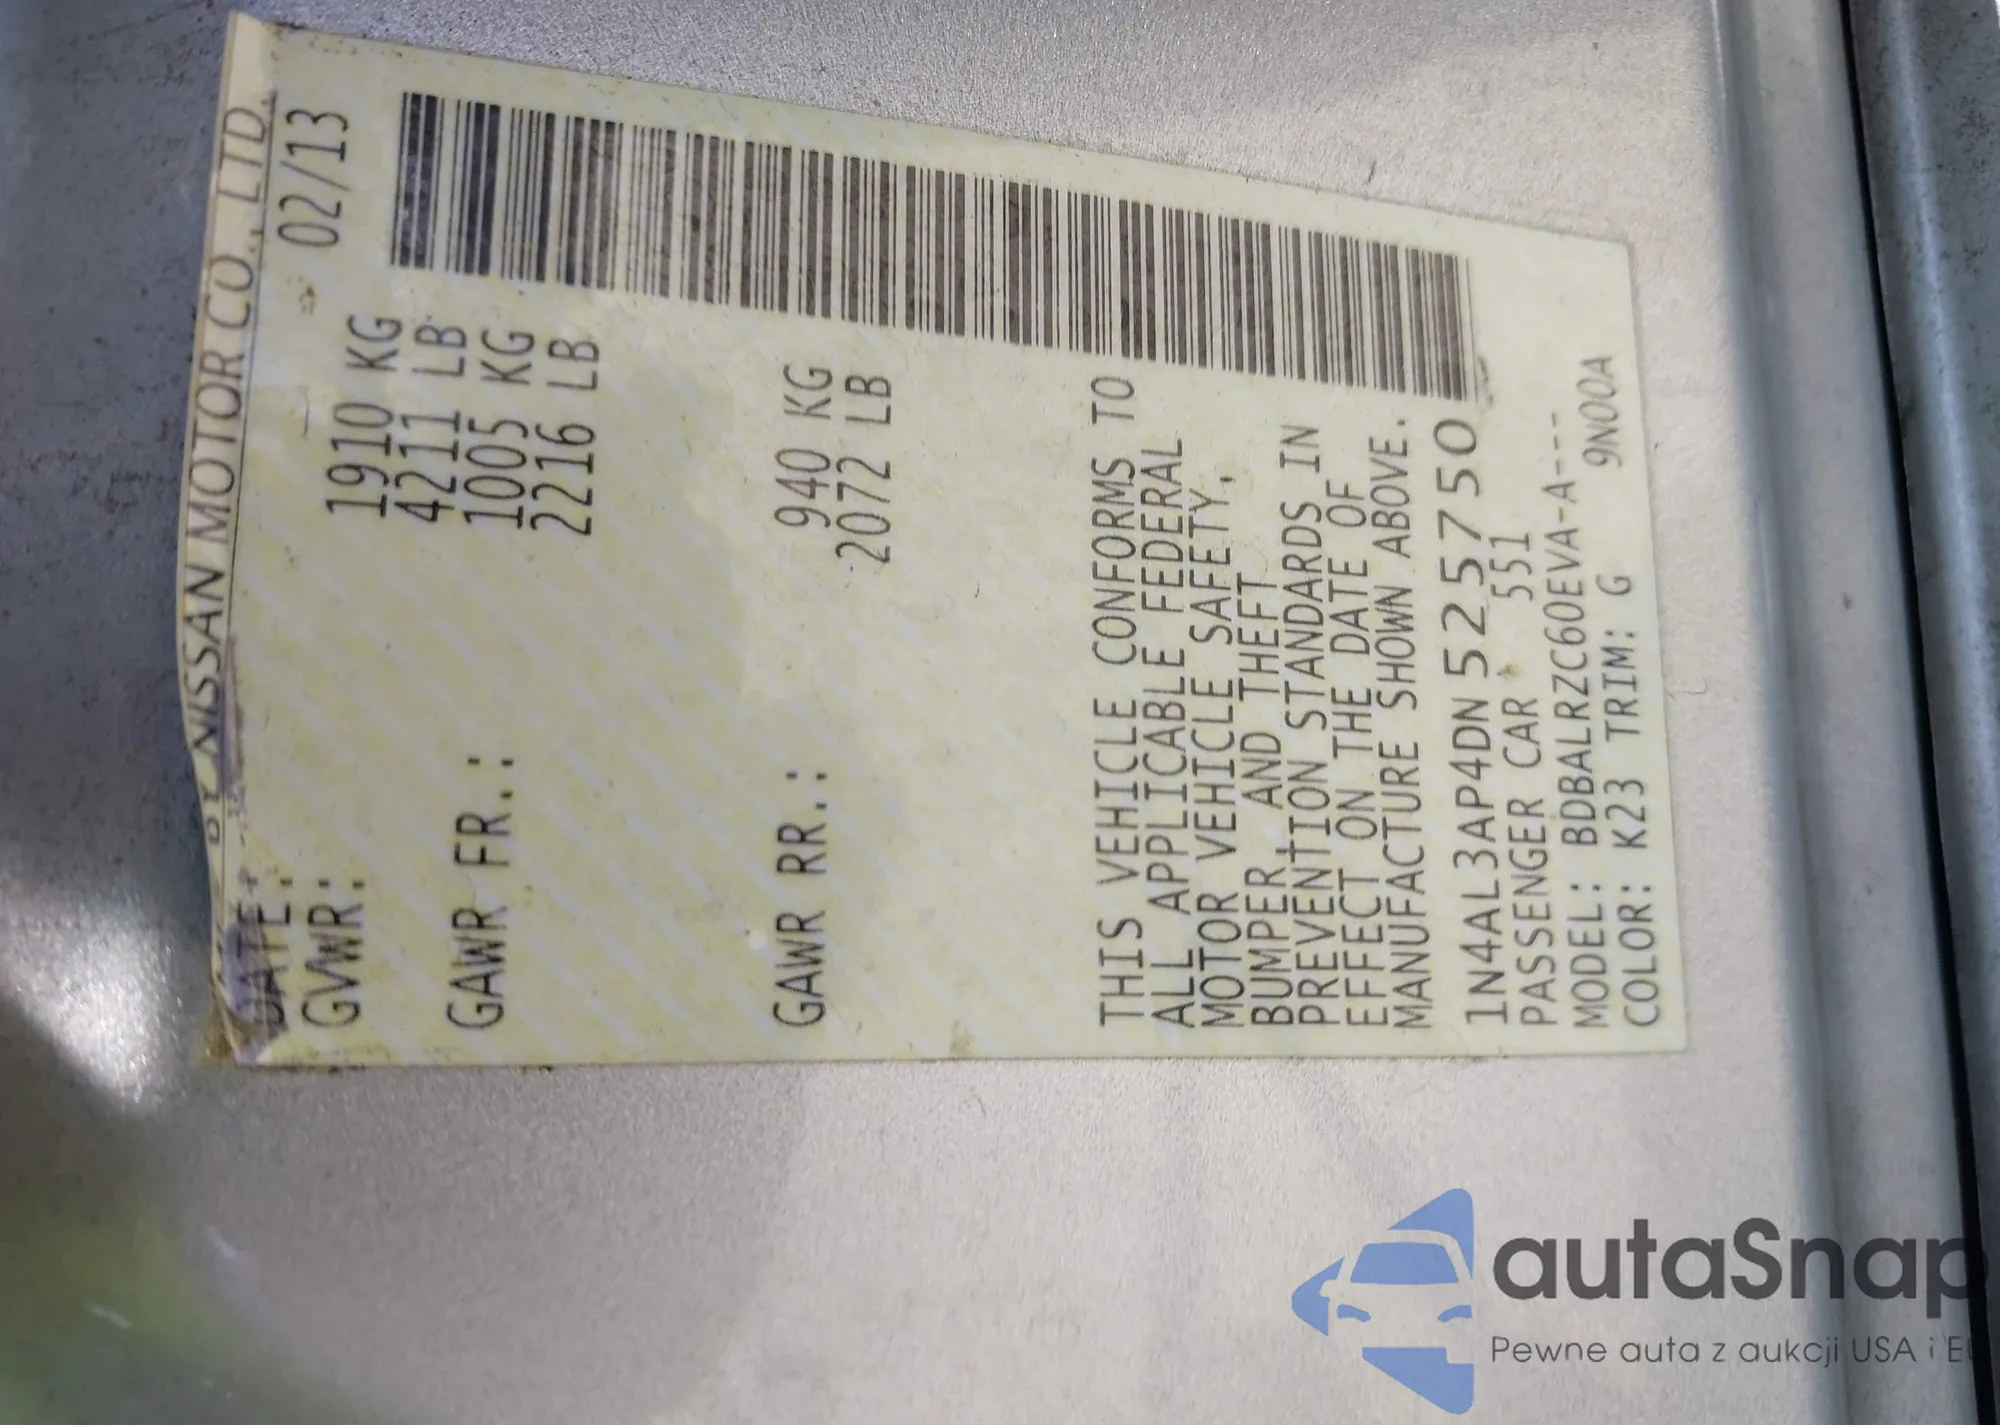 BY NISSAN MOTOR CO., LTD.
DATE: 02/13
GVWR: 1910 KG
4211 LB
GAWR FR.: 1005 KG
2216 LB
GAWR RR.: 940 KG
2072 LB
THIS VEHICLE CONFORMS TO
ALL APPLICABLE FEDERAL
MOTOR VEHICLE SAFETY,
BUMPER AND THEFT
PREVENTION STANDARDS IN
EFFECT ON THE DATE OF
MANUFACTURE SHOWN ABOVE.
1N4AL3AP4DN525750
PASSENGER CAR 551
MODEL: BDBALRZC60EVA-A---
COLOR: K23 TRIM: G 9N00A
autaSnap
Pewne auta z aukcji USA i EU